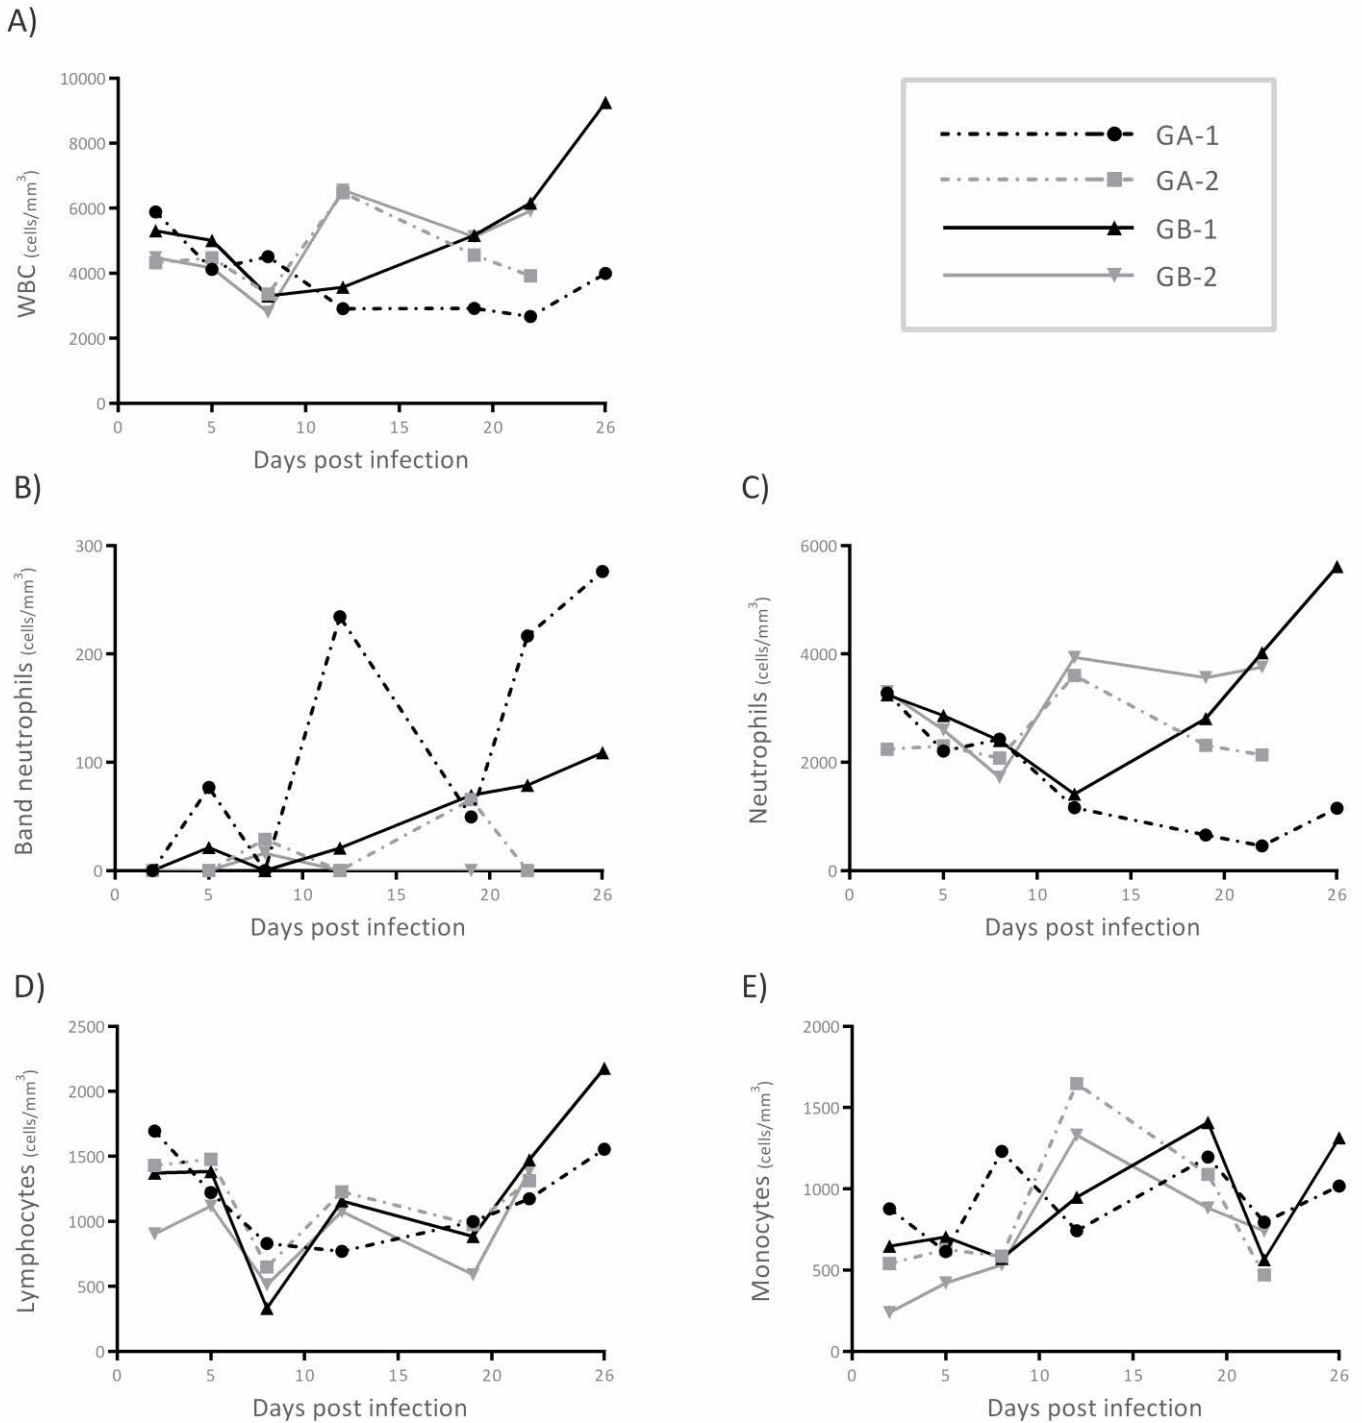 A)
10000
8000
6000
4000
2000
0
WBC (cells/mm³)
0 5 10 15 20 26
Days post infection
GA-1
GA-2
GB-1
GB-2
B)
300
200
100
0
Band neutrophils (cells/mm³)
0 5 10 15 20 26
Days post infection
C)
6000
4000
2000
0
Neutrophils (cells/mm³)
0 5 10 15 20 26
Days post infection
D)
2500
2000
1500
1000
500
0
Lymphocytes (cells/mm³)
0 5 10 15 20 26
Days post infection
E)
2000
1500
1000
500
0
Monocytes (cells/mm³)
0 5 10 15 20 26
Days post infection